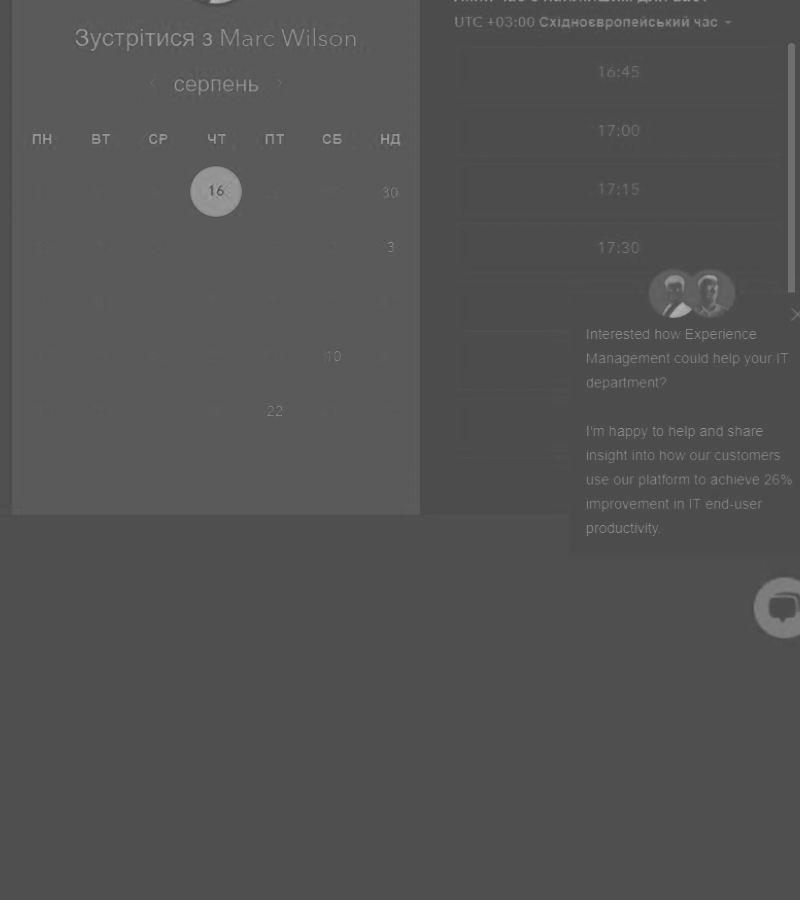 Зустрітися з Marc Wilson
серпень
ПН ВТ СР ЧТ ПТ СБ НД
16 30
3
10
22
UTC +03:00 Східноєвропейський час
16:45
17:00
17:15
17:30
Interested how Experience
Management could help your IT
department?
I'm happy to help and share
insight into how our customers
use our platform to achieve 26%
improvement in IT end-user
productivity.